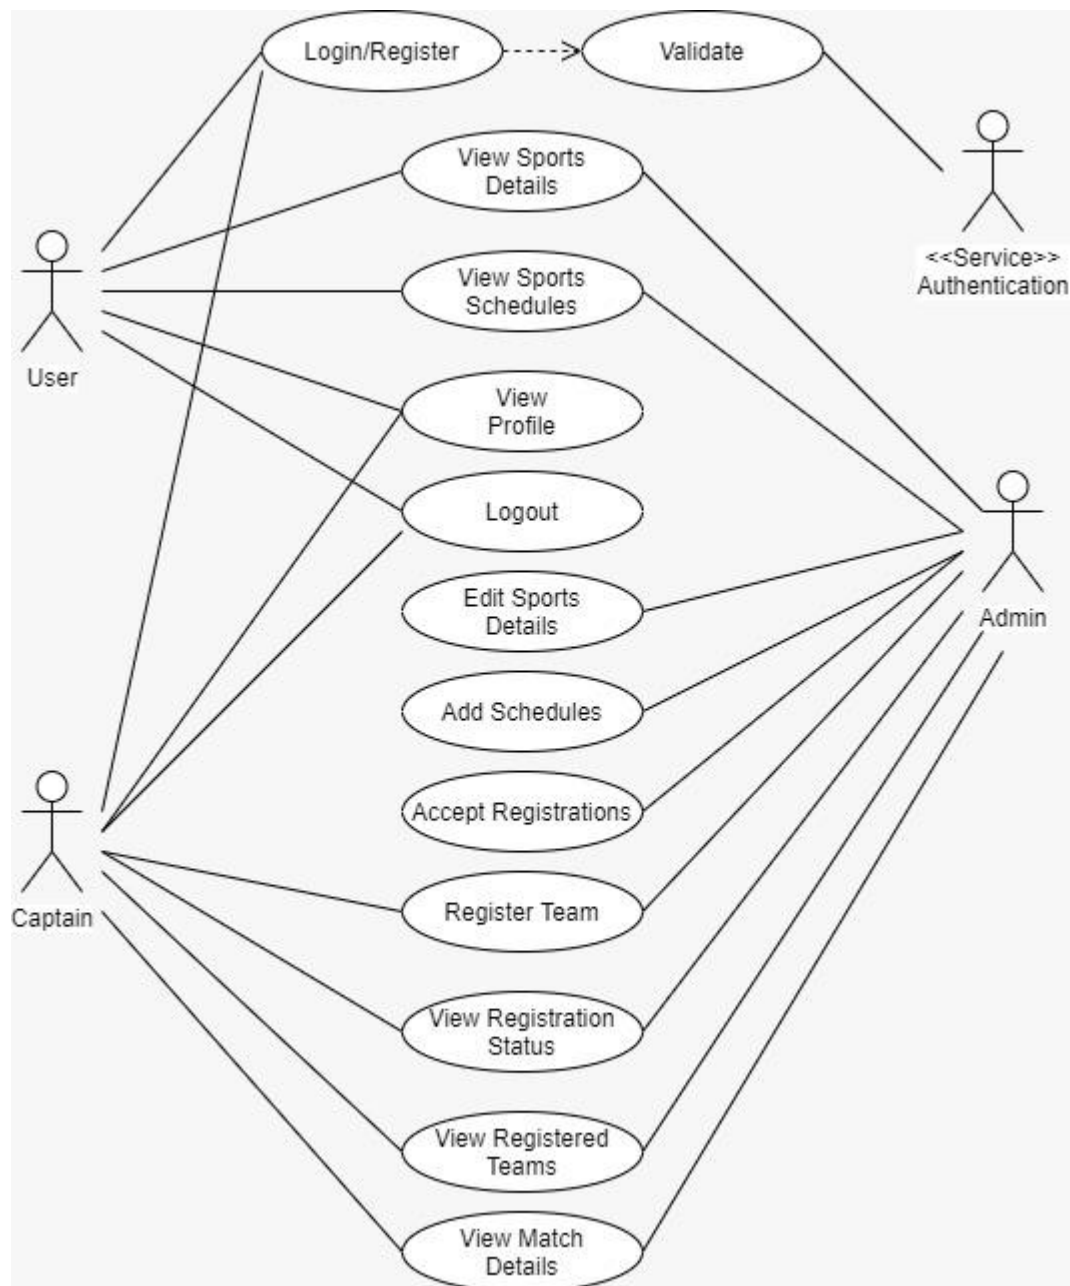 Login/Register
Validate
View Sports
Details
<<Service>>
Authentication
View Sports
Schedules
User
View
Profile
Logout
Edit Sports
Details
Admin
Add Schedules
Accept Registrations
Captain
Register Team
View Registration
Status
View Registered
Teams
View Match
Details